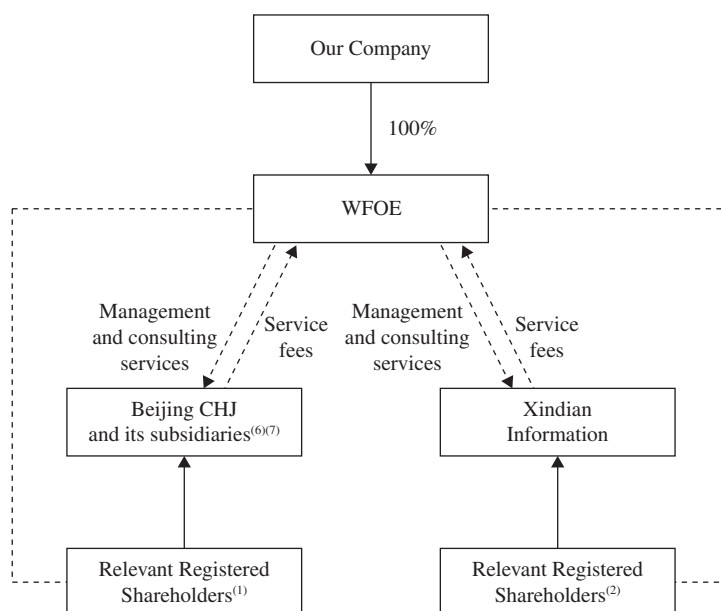 Our Company
100%
WFOE
Management
and consulting
services
Service
fees
Management
and consulting
services
Service
fees
Beijing CHJ
and its subsidiaries(6)(7)
Xindian
Information
Relevant Registered
Shareholders(1)
Relevant Registered
Shareholders(2)